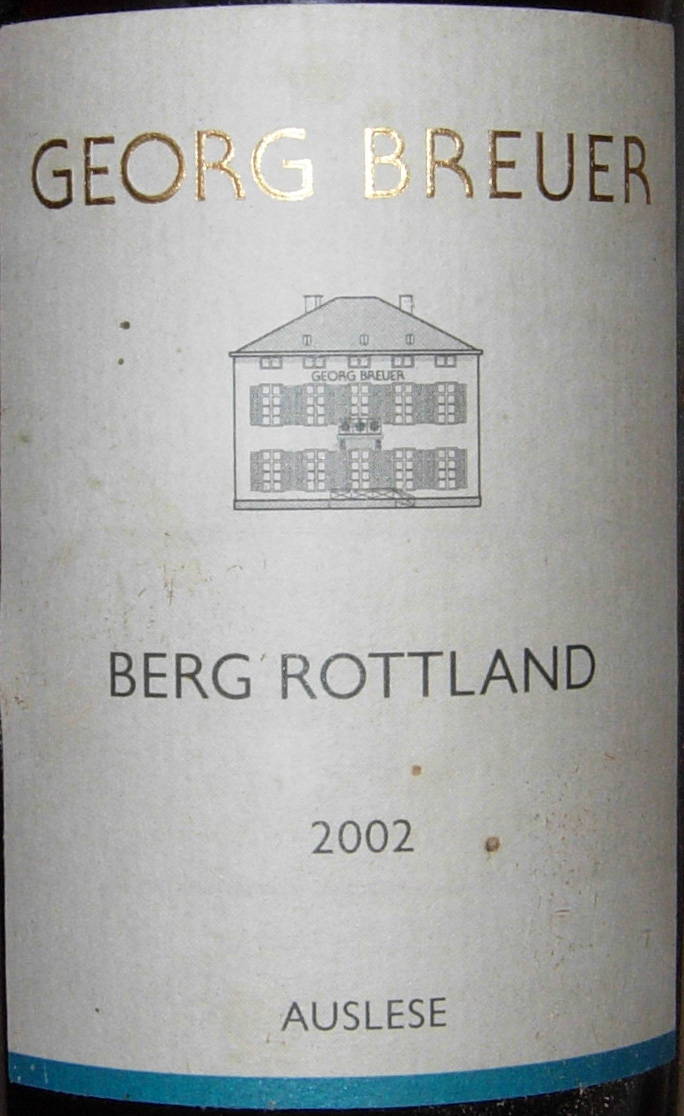 GEORG BREUER
GEORG BREUER
BERG ROTTLAND
2002
AUSLESE